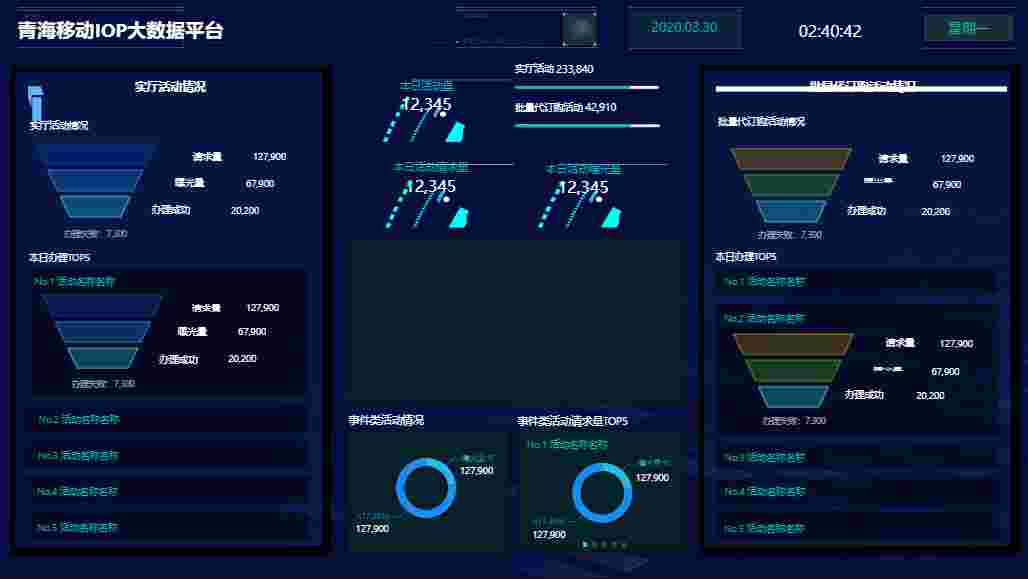 青海移动IOP大数据平台
2020.03.30
02:40:42
星期一
实厅活动情况
实厅活动情况
请求量 127,900
曝光量 67,900
办理成功 20,200
办理失败：7,300
本日办理TOP5
No.1 活动名称名称
请求量 127,900
曝光量 67,900
办理成功 20,200
办理失败：7,300
No.2 活动名称名称
No.3 活动名称名称
No.4 活动名称名称
No.5 活动名称名称
本日活动量
12,345
实厅活动 233,840
批量代订购活动 42,910
本日活动请求量
12,345
本日活动曝光量
12,345
事件类活动情况
127,900
127,900
事件类活动请求量TOP5
No.1 活动名称名称
127,900
127,900
批量代订购活动情况
批量代订购活动情况
请求量 127,900
67,900
办理成功 20,200
办理失败：7,300
本日办理TOP5
No.1 活动名称名称
No.2 活动名称名称
请求量 127,900
67,900
办理成功 20,200
办理失败：7,300
No.3 活动名称名称
No.4 活动名称名称
No.5 活动名称名称